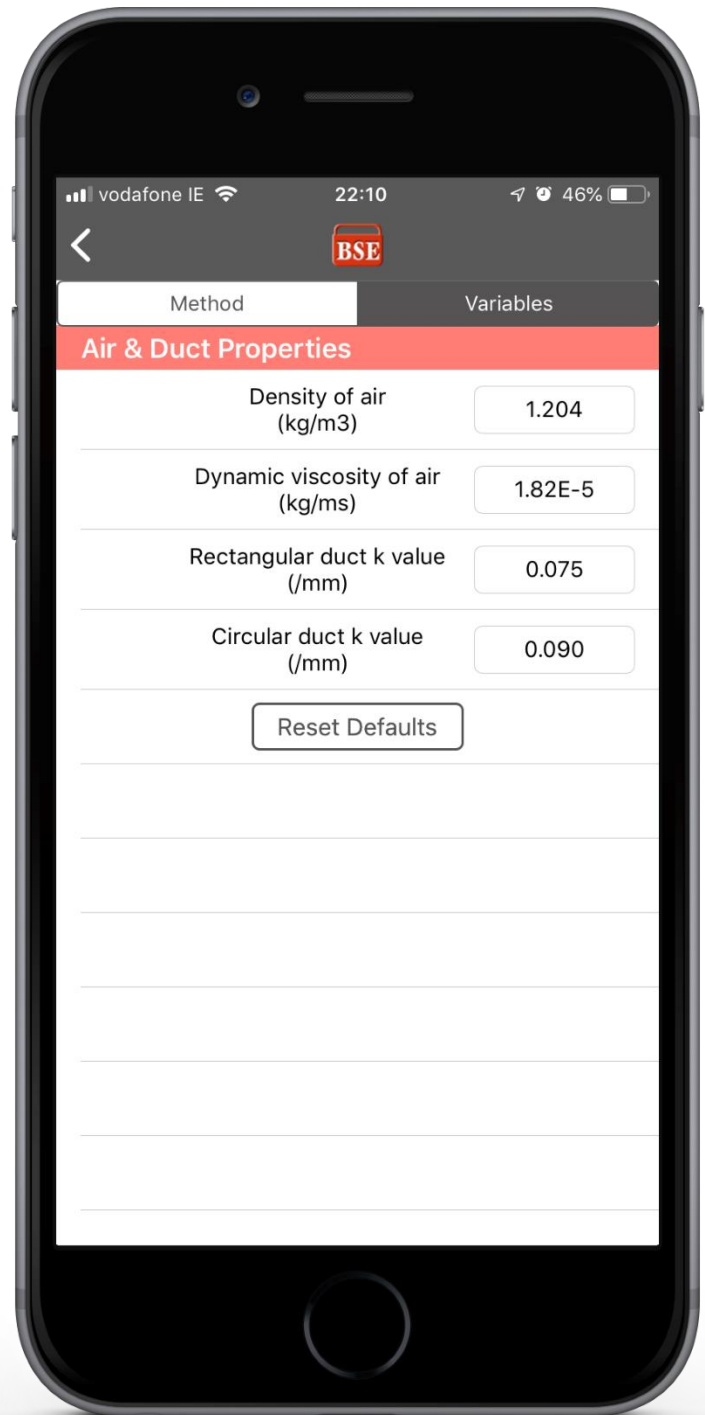 vodafone IE
22:10
46%
BSE
Method
Variables
Air & Duct Properties
Density of air
(kg/m3)
1.204
Dynamic viscosity of air
(kg/ms)
1.82E-5
Rectangular duct k value
(/mm)
0.075
Circular duct k value
(/mm)
0.090
Reset Defaults